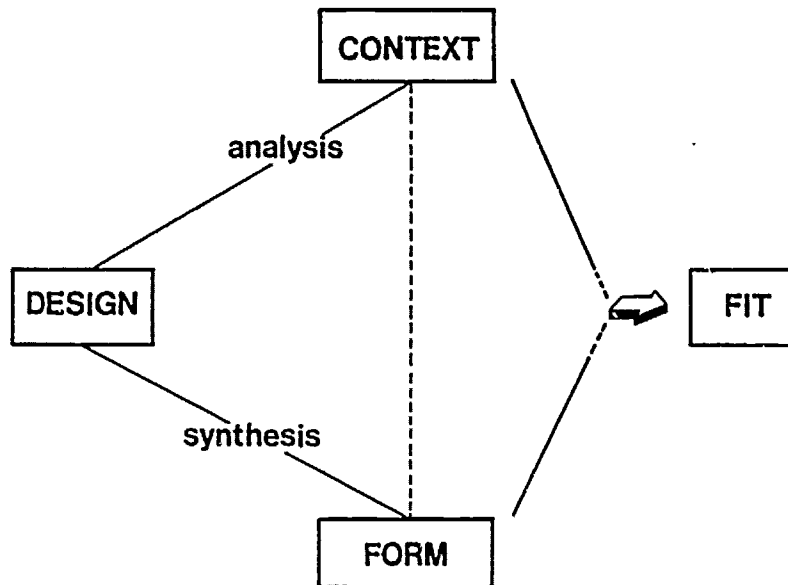 CONTEXT
analysis
DESIGN
FIT
synthesis
FORM